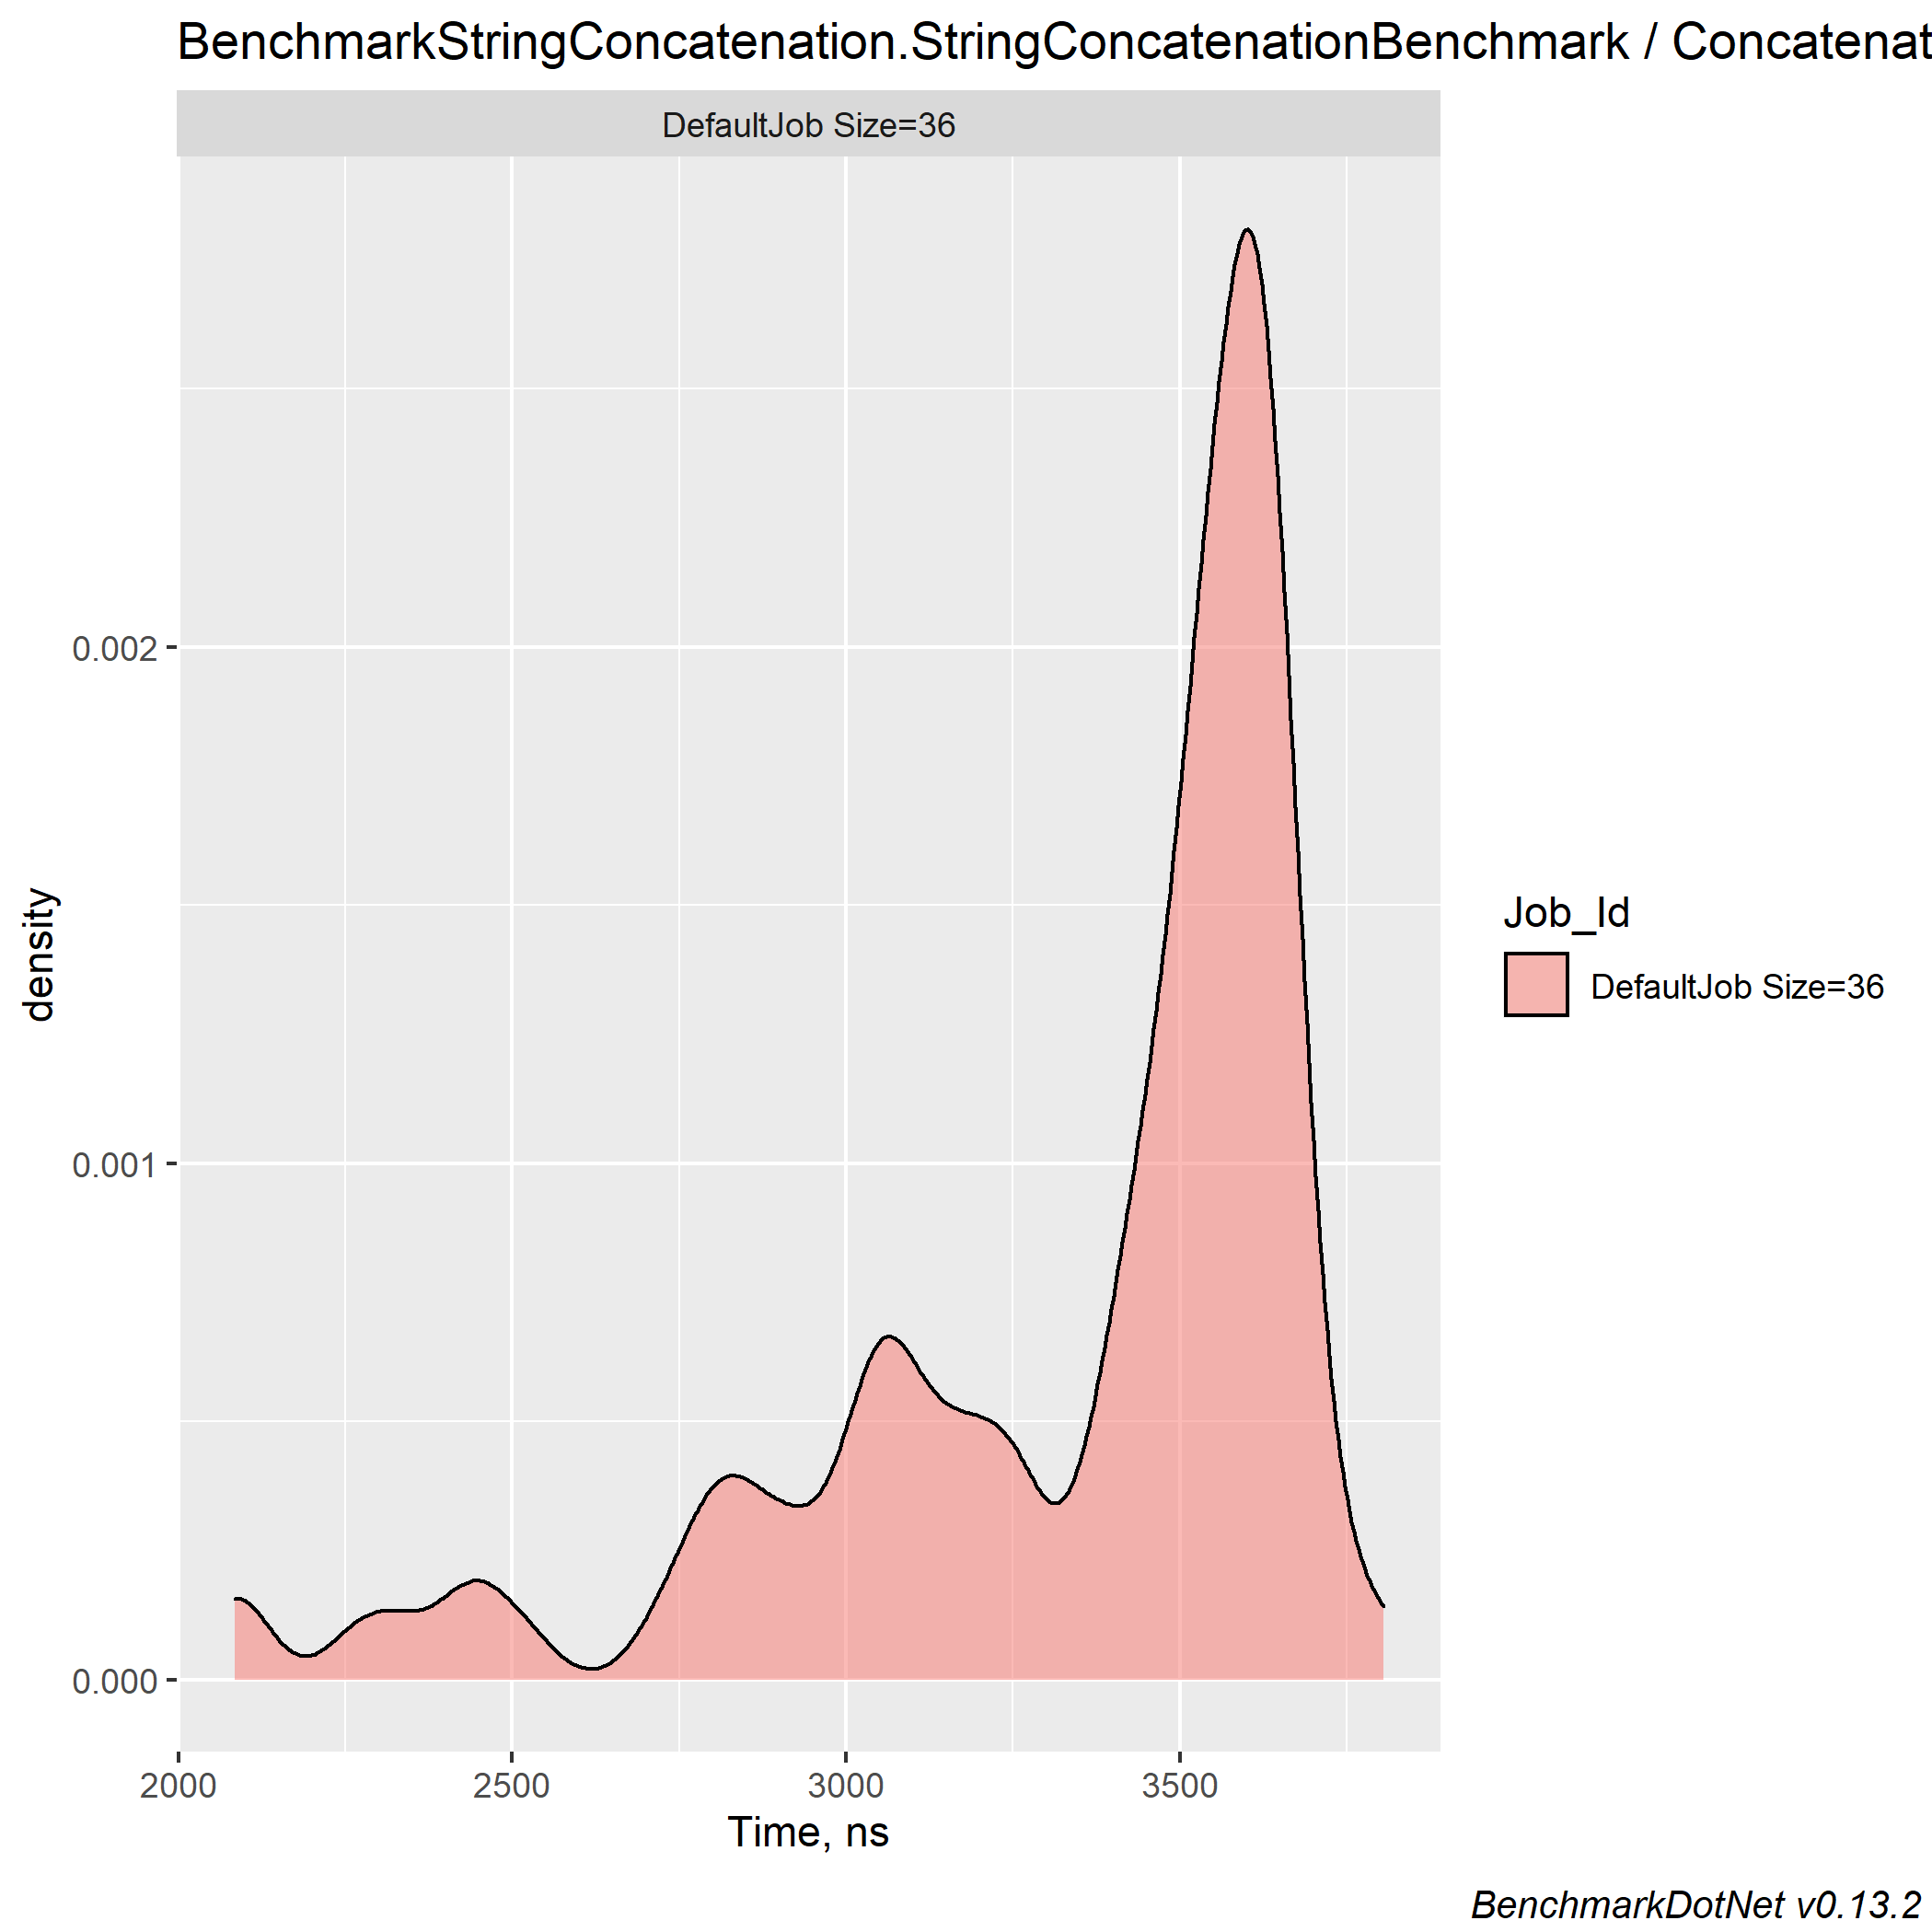 BenchmarkStringConcatenation.StringConcatenationBenchmark / Concatenat
DefaultJob Size=36
0.002
0.001
0.000
density
2000 2500 3000 3500
Time, ns
Job_Id
DefaultJob Size=36
BenchmarkDotNet v0.13.2